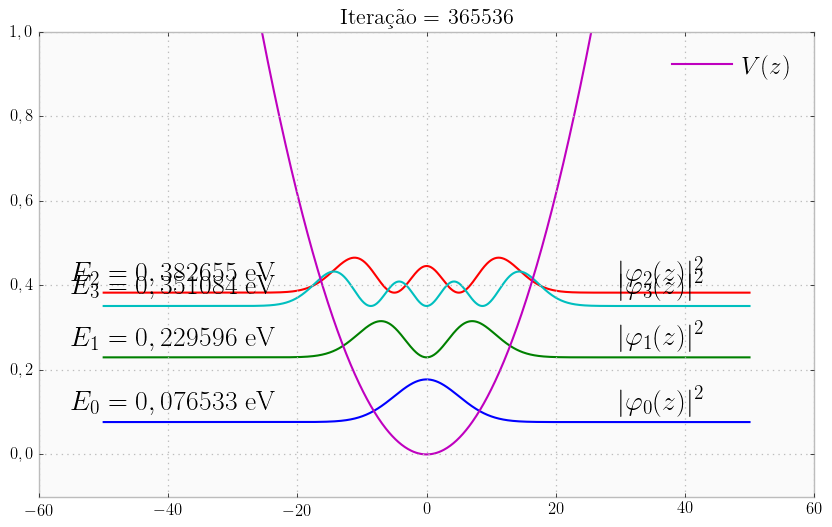 Iteração = 365536
1, 0
0, 8
0, 6
0, 4
0, 2
0, 0
V(z)
E₂ = 0, 382655 eV
|φ₂(z)|²
E₃ = 0, 351084 eV
|φ₃(z)|²
E₁ = 0, 229596 eV
|φ₁(z)|²
E₀ = 0, 076533 eV
|φ₀(z)|²
−60 −40 −20 0 20 40 60